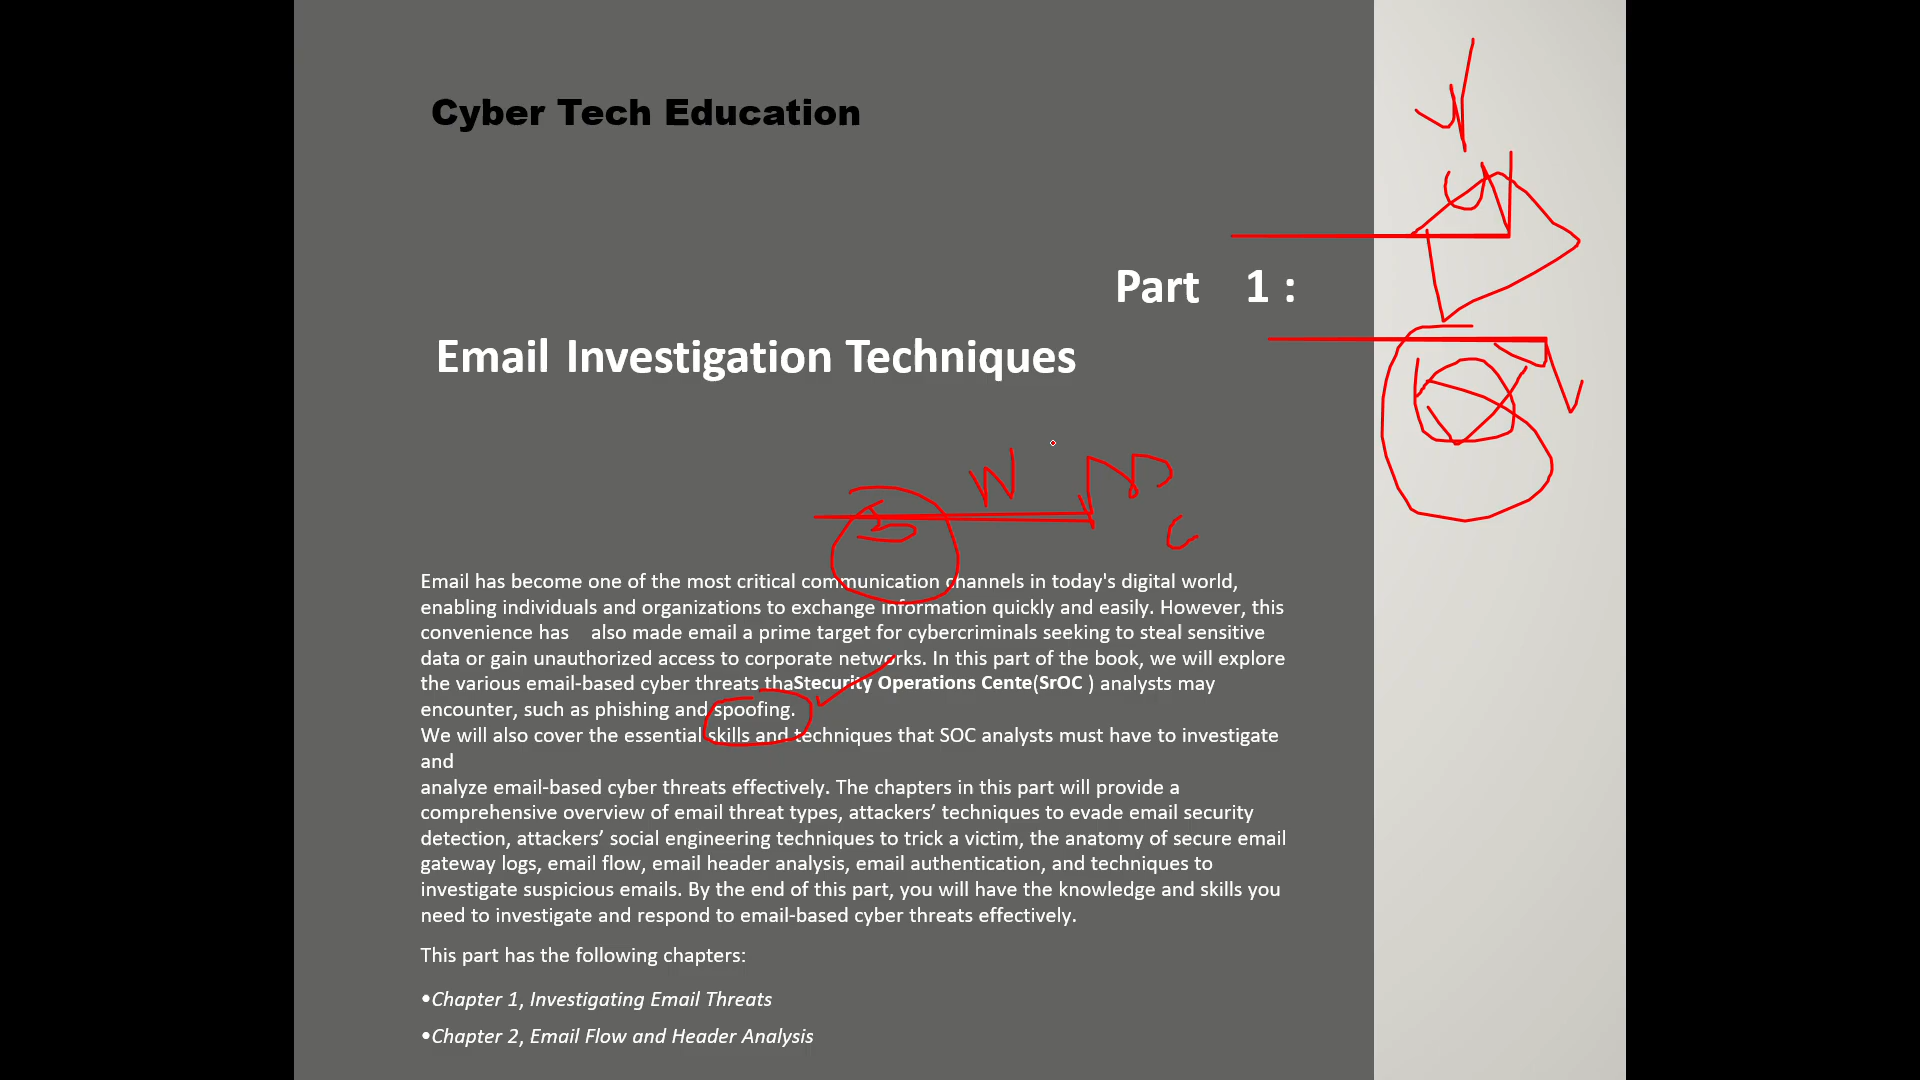 Cyber Tech Education
Part 1 :
Email Investigation Techniques
Email has become one of the most critical communication channels in today's digital world,
enabling individuals and organizations to exchange information quickly and easily. However, this
convenience has also made email a prime target for cybercriminals seeking to steal sensitive
data or gain unauthorized access to corporate networks. In this part of the book, we will explore
the various email-based cyber threats thaStecurity Operations Cente(SrOC ) analysts may
encounter, such as phishing and spoofing.
We will also cover the essential skills and techniques that SOC analysts must have to investigate
and
analyze email-based cyber threats effectively. The chapters in this part will provide a
comprehensive overview of email threat types, attackers’ techniques to evade email security
detection, attackers’ social engineering techniques to trick a victim, the anatomy of secure email
gateway logs, email flow, email header analysis, email authentication, and techniques to
investigate suspicious emails. By the end of this part, you will have the knowledge and skills you
need to investigate and respond to email-based cyber threats effectively.
This part has the following chapters:
•Chapter 1, Investigating Email Threats
•Chapter 2, Email Flow and Header Analysis